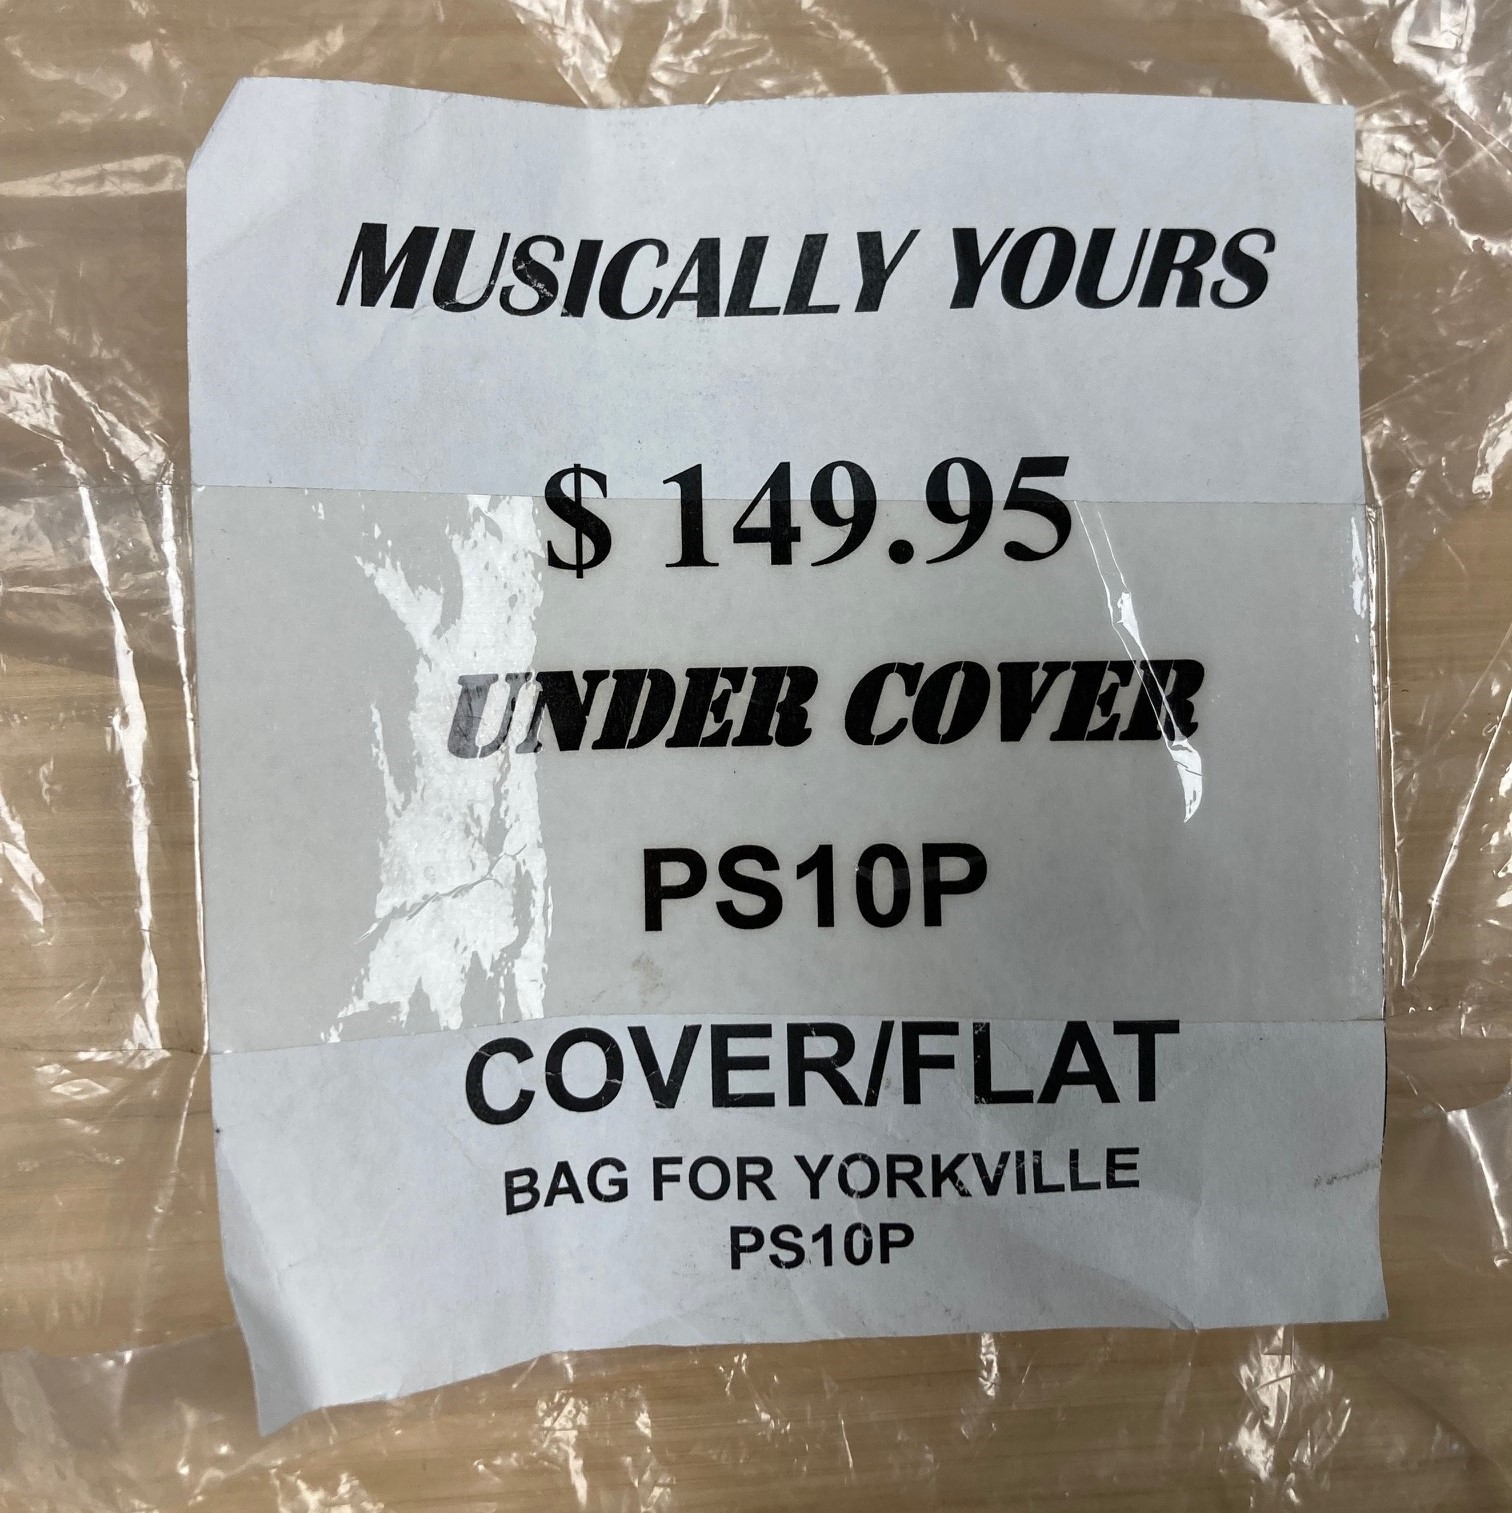 MUSICALLY YOURS
$ 149.95
UNDER COVER
PS10P
COVER/FLAT
BAG FOR YORKVILLE
PS10P